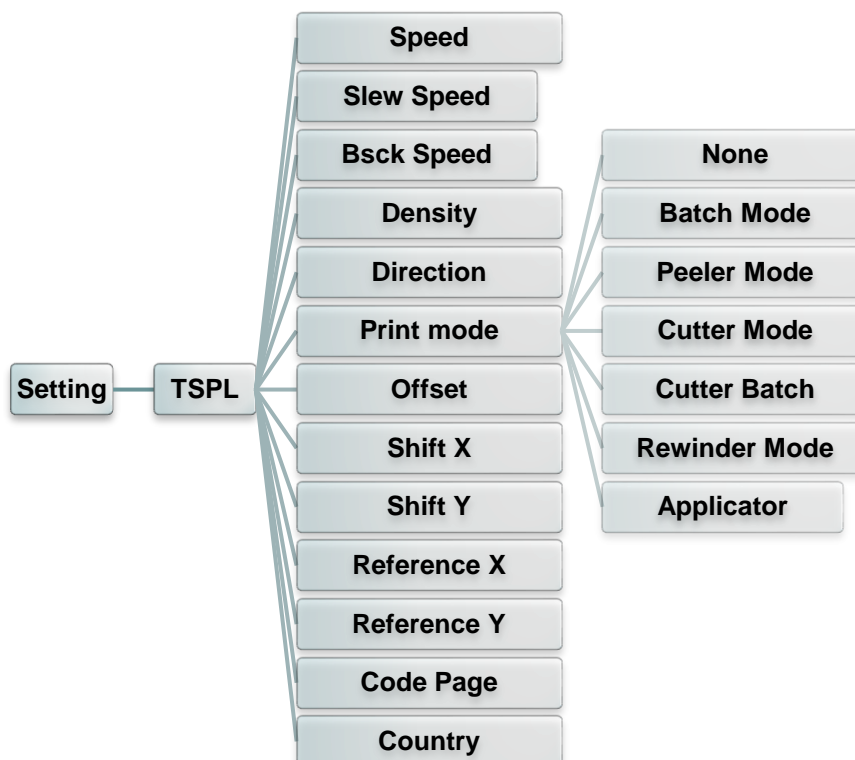 Setting
TSPL
Speed
Slew Speed
Bsck Speed
Density
Direction
Print mode
Offset
Shift X
Shift Y
Reference X
Reference Y
Code Page
Country
None
Batch Mode
Peeler Mode
Cutter Mode
Cutter Batch
Rewinder Mode
Applicator